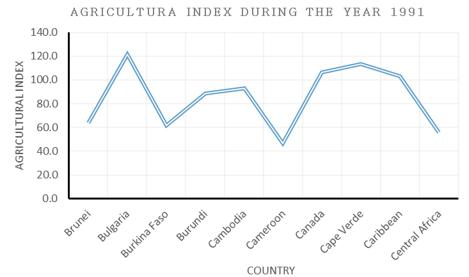 AGRICULTURA INDEX DURING THE YEAR 1991
140.0
120.0
100.0
80.0
60.0
40.0
20.0
0.0
AGRICULTURAL INDEX
Brunei
Bulgaria
Burkina Faso
Burundi
Cambodia
Cameroon
Canada
Cape Verde
Caribbean
Central Africa
COUNTRY